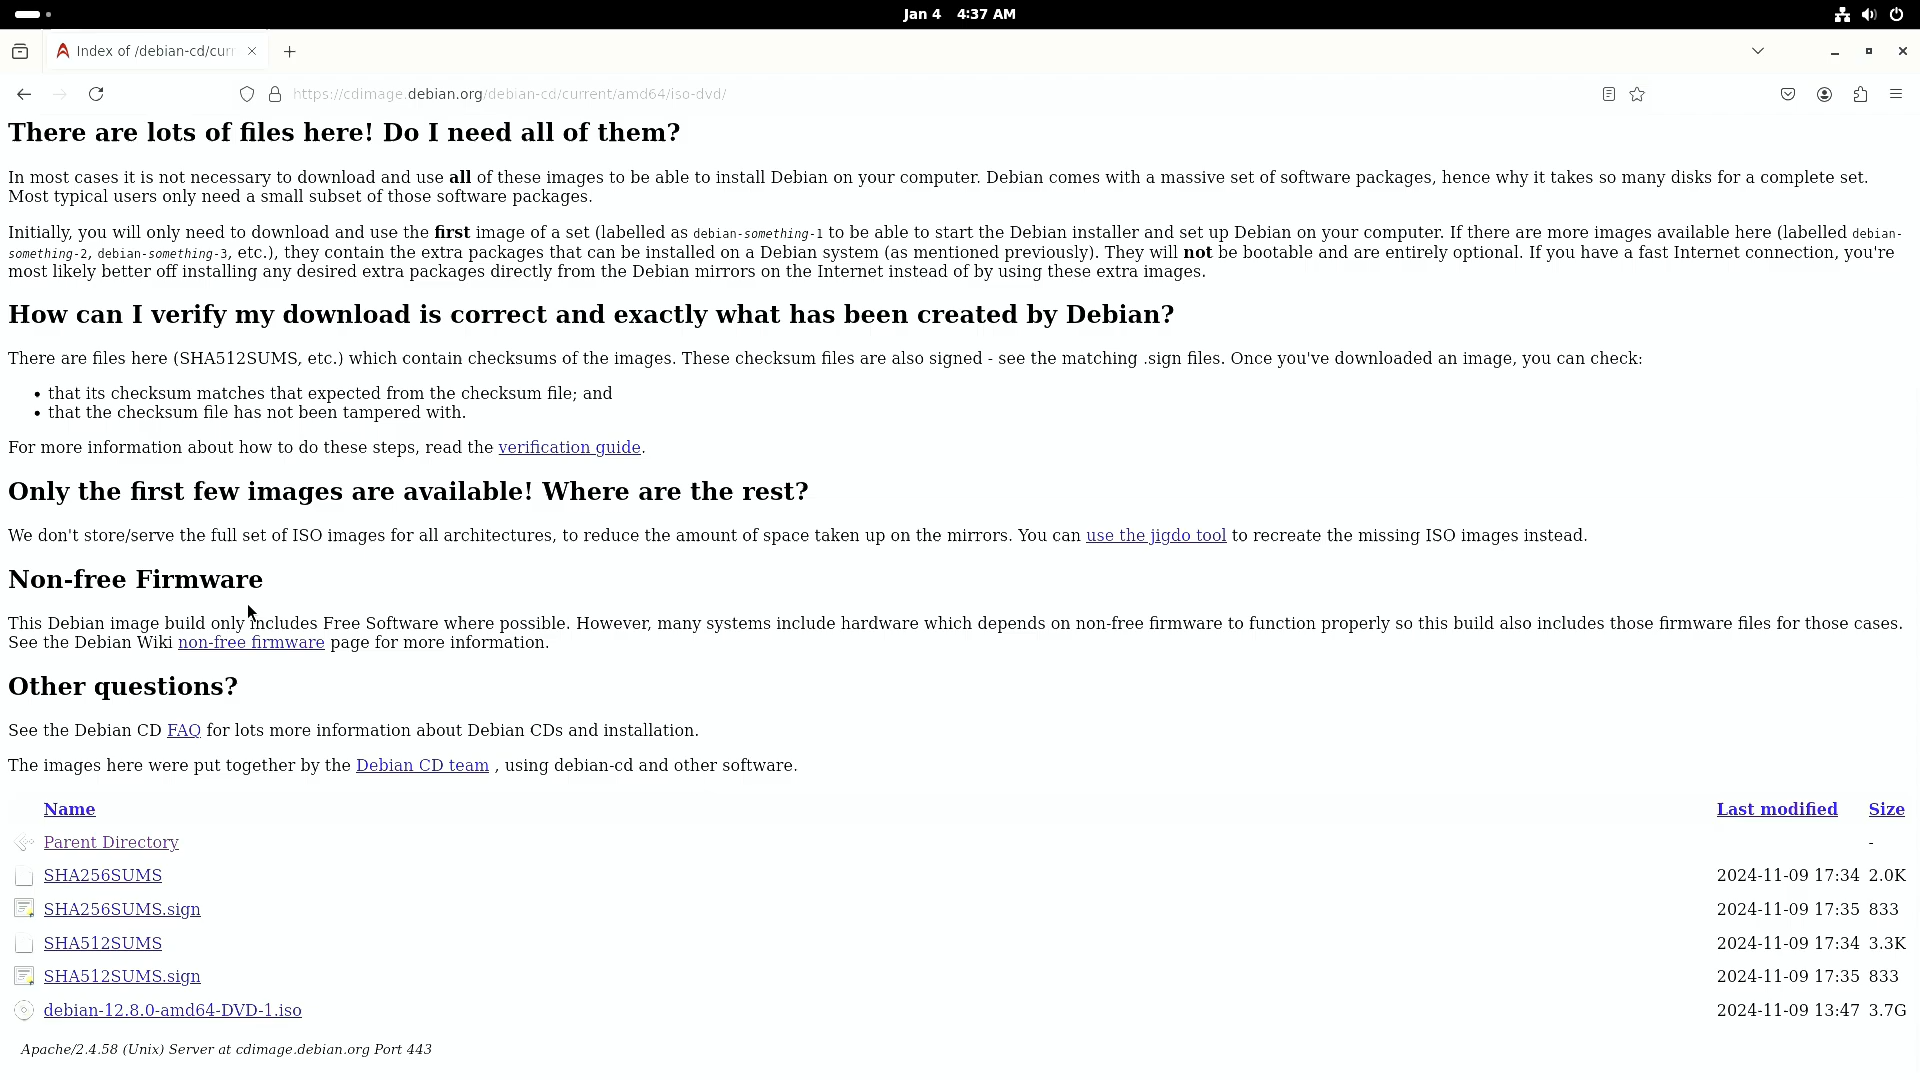 Jan 4 4:37 AM
Index of /debian-cd/curr
https://cdimage.debian.org/debian-cd/current/amd64/iso-dvd/
There are lots of files here! Do I need all of them?
In most cases it is not necessary to download and use all of these images to be able to install Debian on your computer. Debian comes with a massive set of software packages, hence why it takes so many disks for a complete set.
Most typical users only need a small subset of those software packages.
Initially, you will only need to download and use the first image of a set (labelled as debian-something-1 to be able to start the Debian installer and set up Debian on your computer. If there are more images available here (labelled debian-
something-2, debian-something-3, etc.), they contain the extra packages that can be installed on a Debian system (as mentioned previously). They will not be bootable and are entirely optional. If you have a fast Internet connection, you're
most likely better off installing any desired extra packages directly from the Debian mirrors on the Internet instead of by using these extra images.
How can I verify my download is correct and exactly what has been created by Debian?
There are files here (SHA512SUMS, etc.) which contain checksums of the images. These checksum files are also signed - see the matching .sign files. Once you've downloaded an image, you can check:
• that its checksum matches that expected from the checksum file; and
• that the checksum file has not been tampered with.
For more information about how to do these steps, read the verification guide.
Only the first few images are available! Where are the rest?
We don't store/serve the full set of ISO images for all architectures, to reduce the amount of space taken up on the mirrors. You can use the jigdo tool to recreate the missing ISO images instead.
Non-free Firmware
This Debian image build only includes Free Software where possible. However, many systems include hardware which depends on non-free firmware to function properly so this build also includes those firmware files for those cases.
See the Debian Wiki non-free firmware page for more information.
Other questions?
See the Debian CD FAQ for lots more information about Debian CDs and installation.
The images here were put together by the Debian CD team , using debian-cd and other software.
Name Last modified Size
Parent Directory -
SHA256SUMS 2024-11-09 17:34 2.0K
SHA256SUMS.sign 2024-11-09 17:35 833
SHA512SUMS 2024-11-09 17:34 3.3K
SHA512SUMS.sign 2024-11-09 17:35 833
debian-12.8.0-amd64-DVD-1.iso 2024-11-09 13:47 3.7G
Apache/2.4.58 (Unix) Server at cdimage.debian.org Port 443